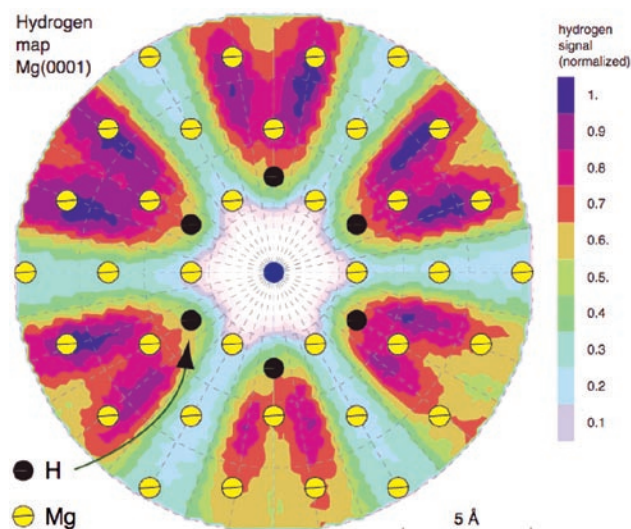 Hydrogen
map
Mg(0001)
hydrogen
signal
(normalized)
1.
0.9
0.8
0.7
0.6.
0.5.
0.4
0.3
0.2
0.1
H
Mg
5 Å